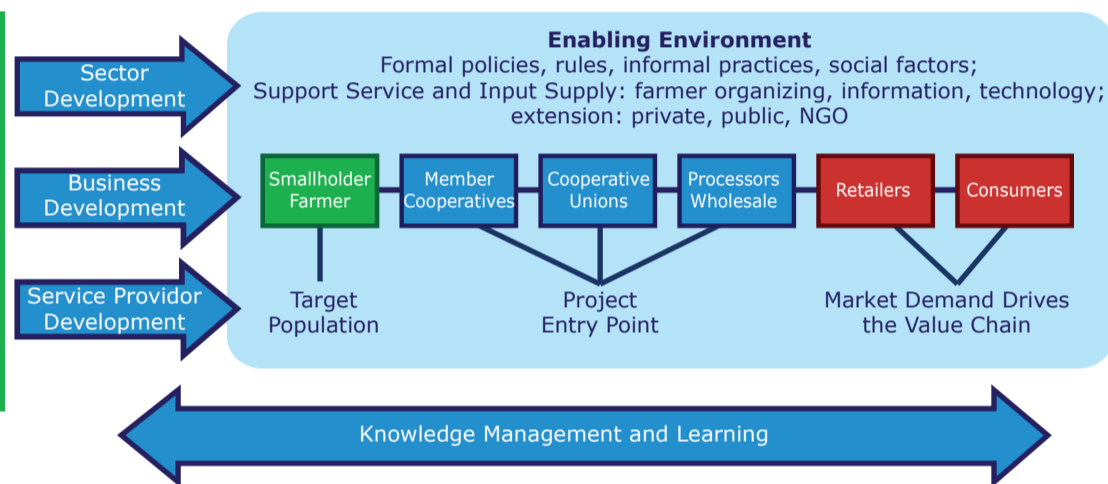 Enabling Environment
Formal policies, rules, informal practices, social factors;
Support Service and Input Supply: farmer organizing, information, technology;
extension: private, public, NGO
Sector
Development
Business
Development
Service Providor
Development
Smallholder
Farmer
Member
Cooperatives
Cooperative
Unions
Processors
Wholesale
Retailers
Consumers
Target
Population
Project
Entry Point
Market Demand Drives
the Value Chain
Knowledge Management and Learning